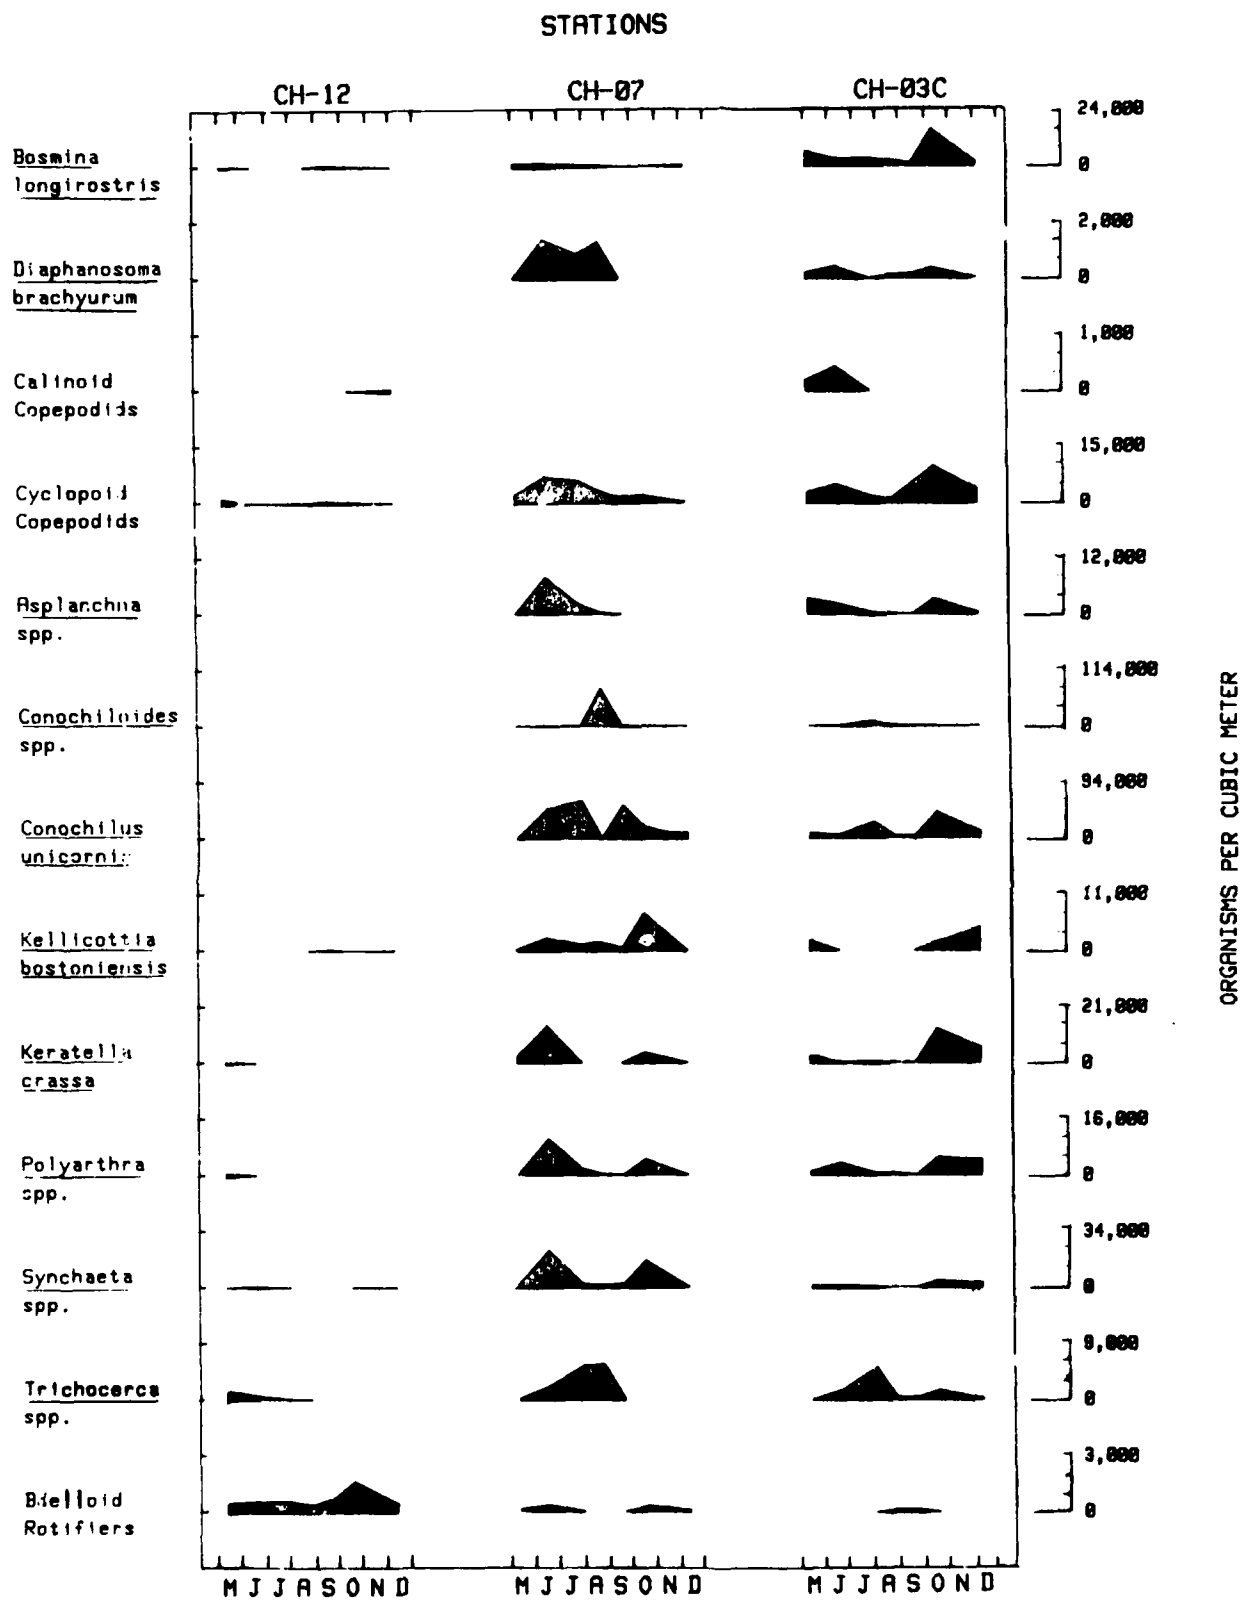 STATIONS
CH-12 CH-07 CH-03C
24,000
Bosmina
longirostris
0
2,000
Diaphanosoma
brachyurum
0
1,000
Calinoid
Copepodids
0
15,000
Cyclopoid
Copepodids
0
12,000
Asplanchna
spp.
0
114,000
Conochiloides
spp.
0
94,000
Conochilus
unicornis
0
11,000
Kellicottia
bostoniensis
0
21,000
Keratella
crassa
0
16,000
Polyarthra
spp.
0
34,000
Synchaeta
spp.
0
9,000
Trichocerca
spp.
0
3,000
Bdelloid
Rotifiers
0
M J J A S O N D M J J A S O N D M J J A S O N D
ORGANISMS PER CUBIC METER